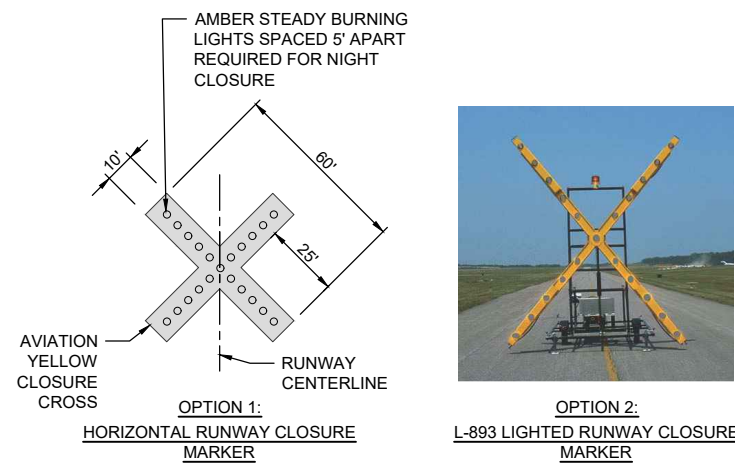 AMBER STEADY BURNING
LIGHTS SPACED 5' APART
REQUIRED FOR NIGHT
CLOSURE
10'
60'
25'
AVIATION
YELLOW
CLOSURE
CROSS
RUNWAY
CENTERLINE
OPTION 1:
HORIZONTAL RUNWAY CLOSURE
MARKER
OPTION 2:
L-893 LIGHTED RUNWAY CLOSURE
MARKER